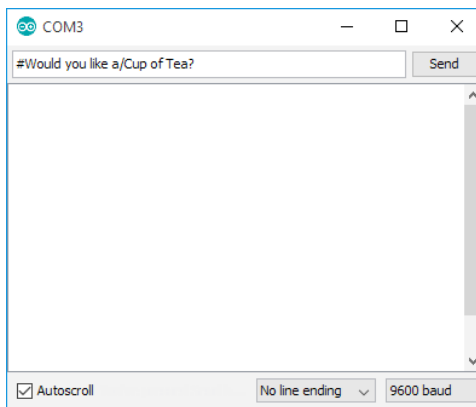 COM3
#Would you like a/Cup of Tea?
Send
Autoscroll
No line ending
9600 baud